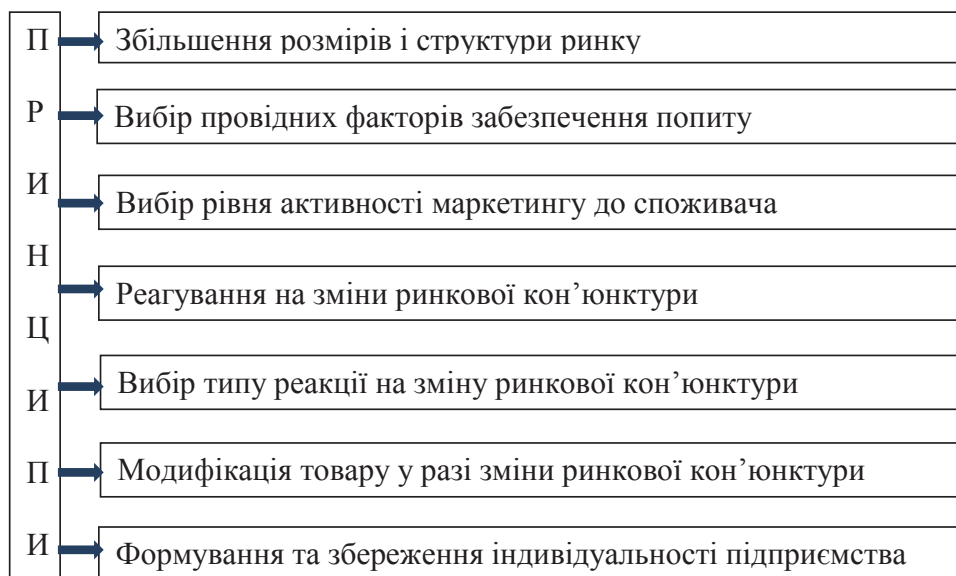 ПРИНЦИПИ
Збільшення розмірів і структури ринку
Вибір провідних факторів забезпечення попиту
Вибір рівня активності маркетингу до споживача
Реагування на зміни ринкової кон’юнктури
Вибір типу реакції на зміну ринкової кон’юнктури
Модифікація товару у разі зміни ринкової кон’юнктури
Формування та збереження індивідуальності підприємства